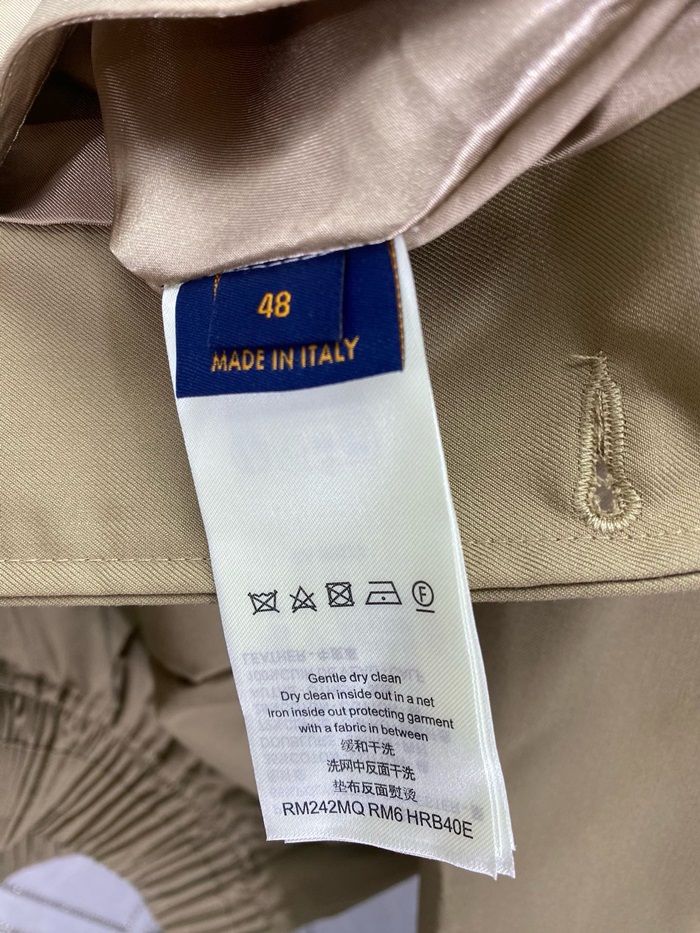 48
MADE IN ITALY
F
Gentle dry clean
Dry clean inside out in a net
Iron inside out protecting garment
with a fabric in between
缓和干洗
洗网中反面干洗
垫布反面熨烫
RM242MQ RM6 HRB40E